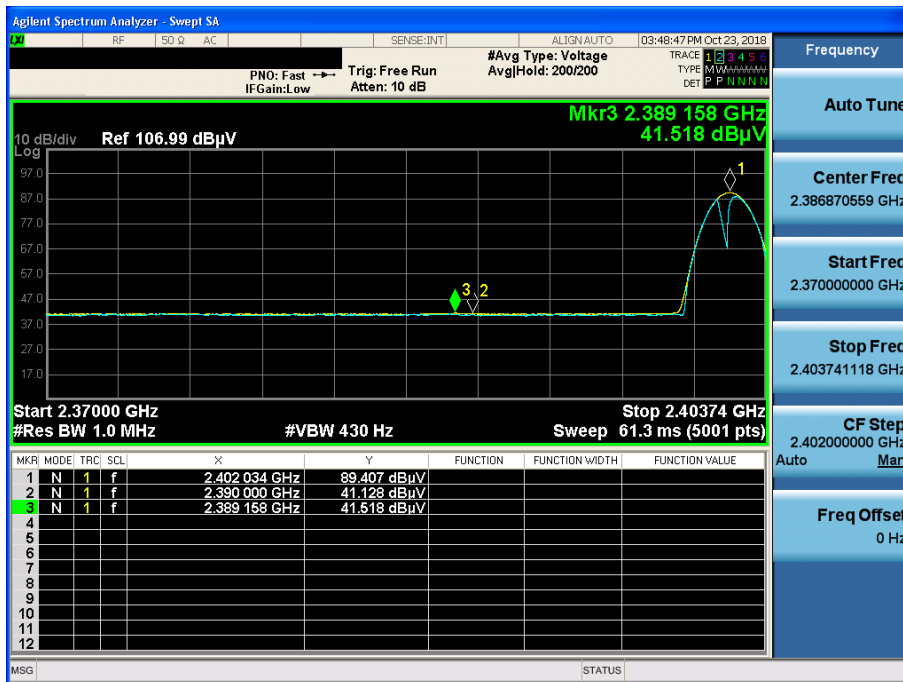 Agilent Spectrum Analyzer - Swept SA
LXI RF 50 Ω AC SENSE:INT ALIGN AUTO 03:48:47 PM Oct 23, 2018
Frequency
PNO: Fast
IFGain:Low
Trig: Free Run
Atten: 10 dB
#Avg Type: Voltage
Avg|Hold: 200/200
TRACE 1 2 3 4 5 6
TYPE M W W W W W
DET P P N N N N
Auto Tune
Mkr3 2.389 158 GHz
41.518 dBµV
10 dB/div Ref 106.99 dBµV
Log
97.0
87.0
77.0
67.0
57.0
47.0
37.0
27.0
17.0
1
3 2
Start 2.37000 GHz Stop 2.40374 GHz
#Res BW 1.0 MHz #VBW 430 Hz Sweep 61.3 ms (5001 pts)
Center Freq
2.386870559 GHz
Start Freq
2.370000000 GHz
Stop Freq
2.403741118 GHz
CF Step
2.402000000 GHz
Auto Man
Freq Offset
0 Hz
MKR MODE TRC SCL X Y FUNCTION FUNCTION WIDTH FUNCTION VALUE
1 N 1 f 2.402 034 GHz 89.407 dBµV
2 N 1 f 2.390 000 GHz 41.128 dBµV
3 N 1 f 2.389 158 GHz 41.518 dBµV
4
5
6
7
8
9
10
11
12
MSG STATUS